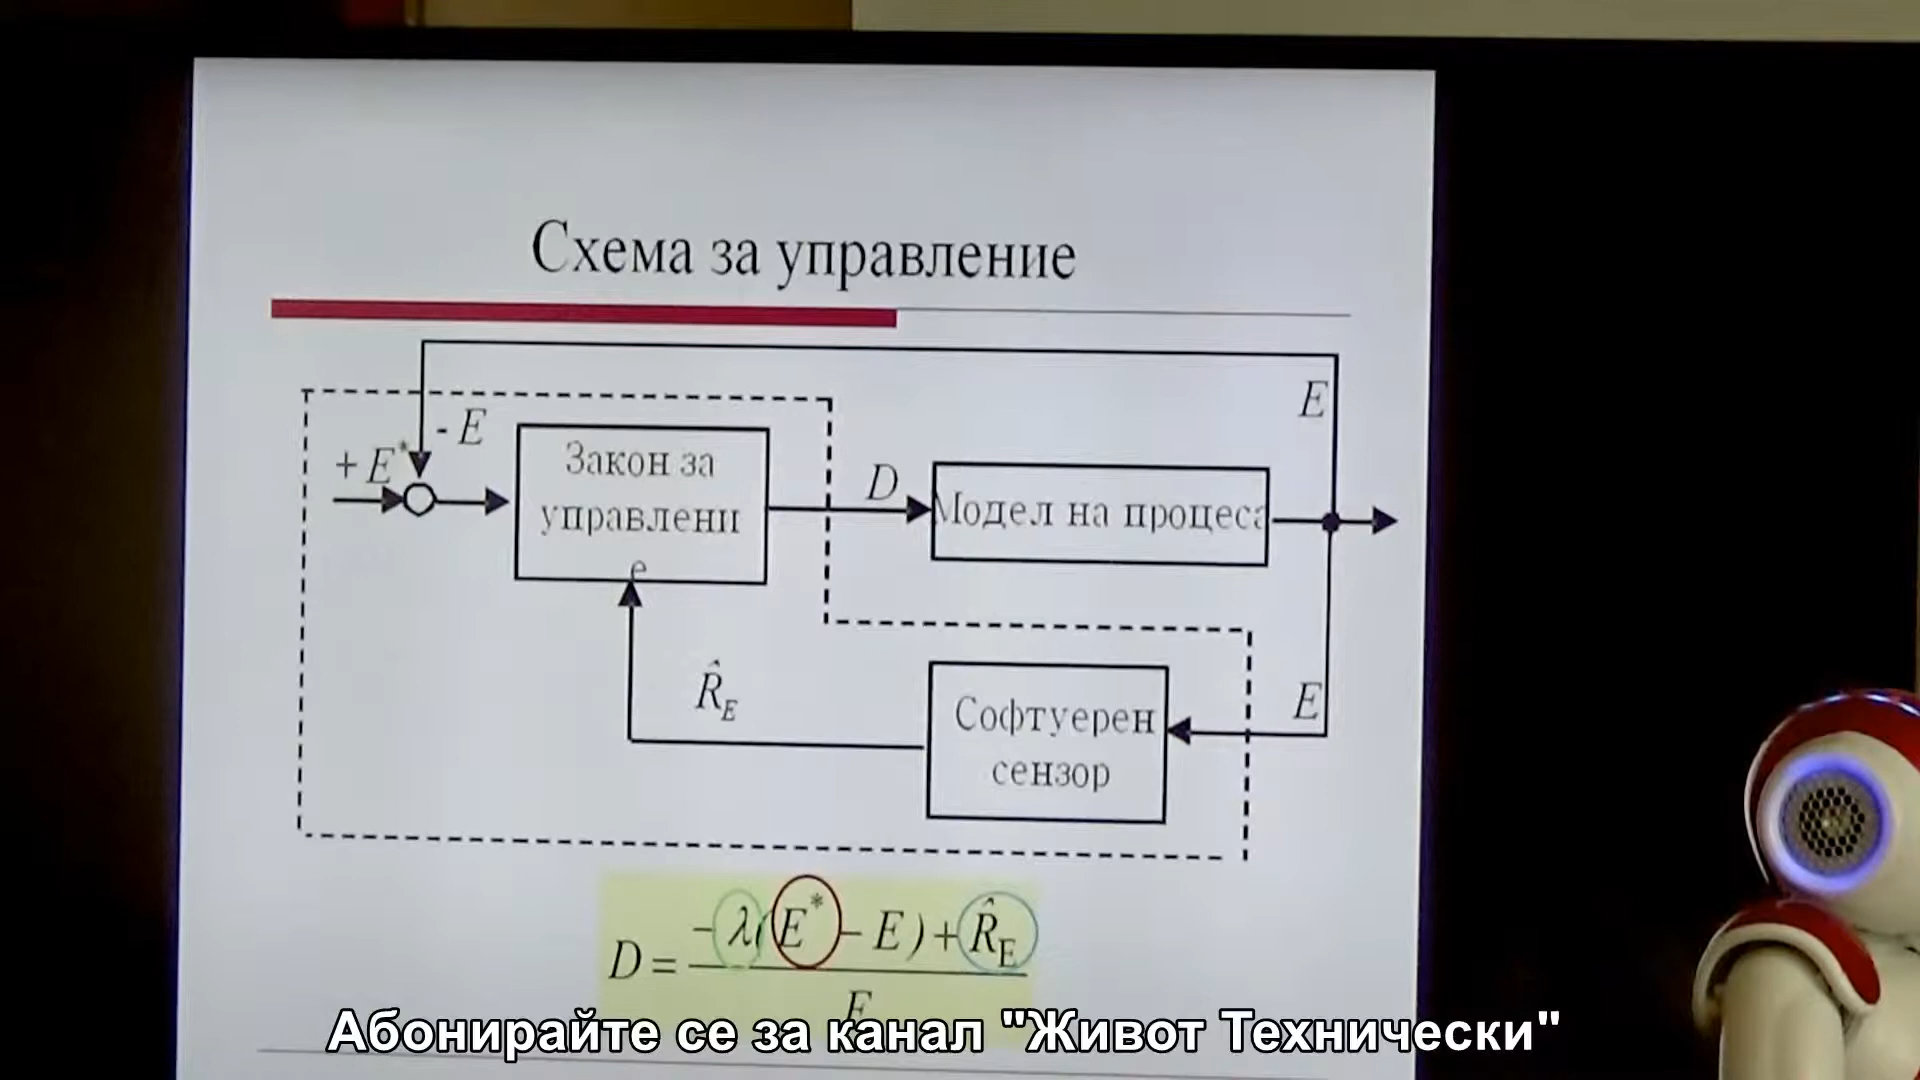 Схема за управление
E
- E
+ E*
Закон за
управлени
е
D
Модел на процеса
R̂E
Софтуерен
сензор
E
D = -λ(E* - E) + R̂E
E
Абонирайте се за канал "Живот Технически"